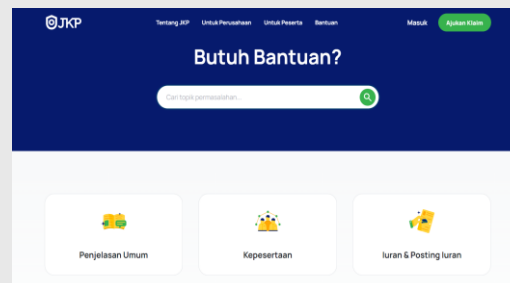 JKP
Tentang JKP Untuk Perusahaan Untuk Peserta Bantuan Masuk Ajukan Klaim
Butuh Bantuan?
Cari topik permasalahan...
Penjelasan Umum Kepesertaan Iuran & Posting Iuran